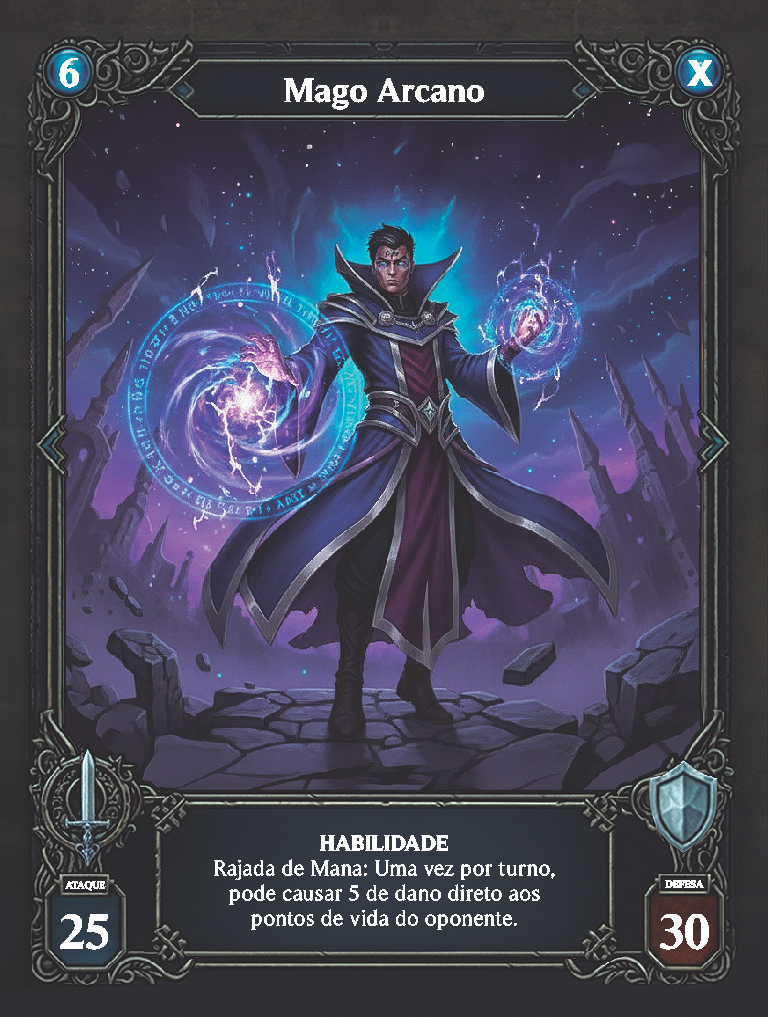 6
X
Mago Arcano
HABILIDADE
Rajada de Mana: Uma vez por turno,
pode causar 5 de dano direto aos
pontos de vida do oponente.
ATAQUE
25
DEFESA
30